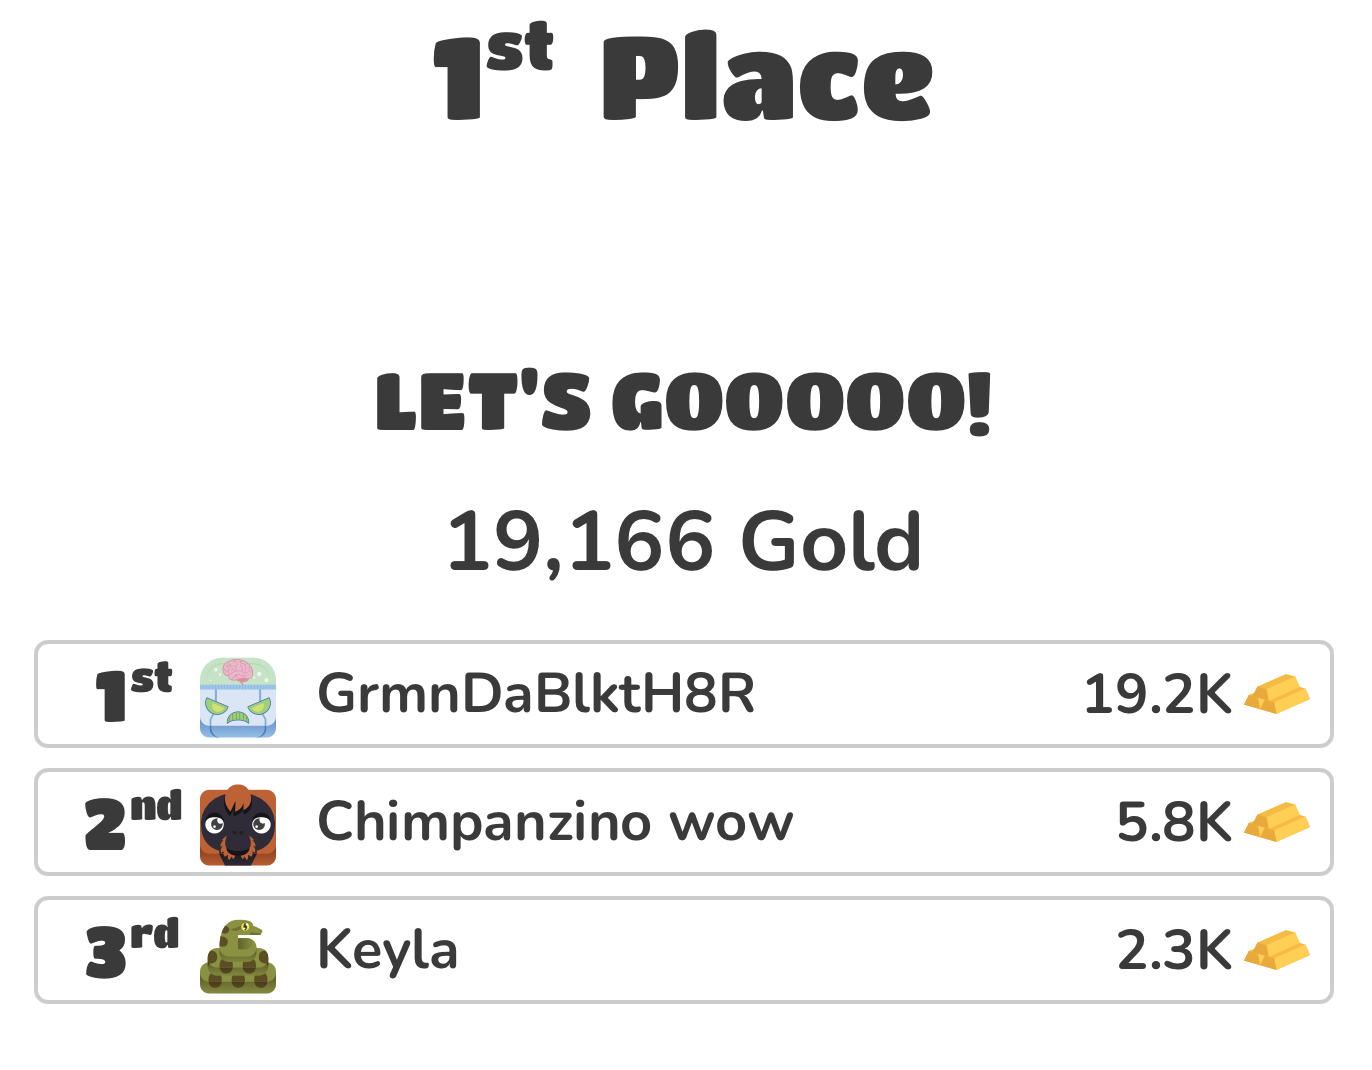 1st Place
LET'S GOOOOO!
19,166 Gold
1st GrmnDaBlktH8R 19.2K
2nd Chimpanzino wow 5.8K
3rd Keyla 2.3K